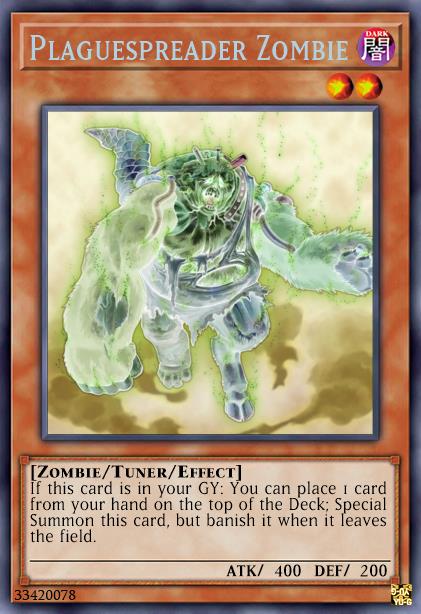 Plaguespreader Zombie
DARK
闇
[Zombie/Tuner/Effect]
If this card is in your GY: You can place 1 card
from your hand on the top of the Deck; Special
Summon this card, but banish it when it leaves
the field.
ATK/ 400 DEF/ 200
33420078